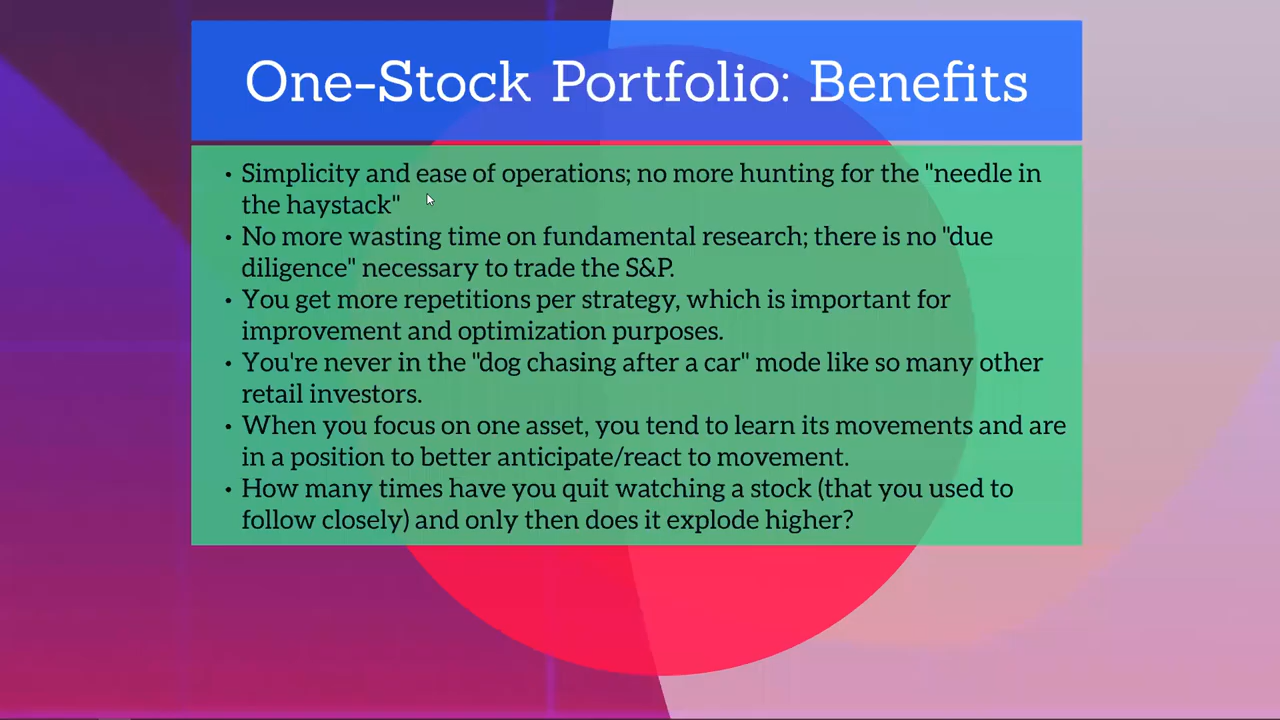 One-Stock Portfolio: Benefits
• Simplicity and ease of operations; no more hunting for the "needle in
the haystack"
• No more wasting time on fundamental research; there is no "due
diligence" necessary to trade the S&P.
• You get more repetitions per strategy, which is important for
improvement and optimization purposes.
• You're never in the "dog chasing after a car" mode like so many other
retail investors.
• When you focus on one asset, you tend to learn its movements and are
in a position to better anticipate/react to movement.
• How many times have you quit watching a stock (that you used to
follow closely) and only then does it explode higher?